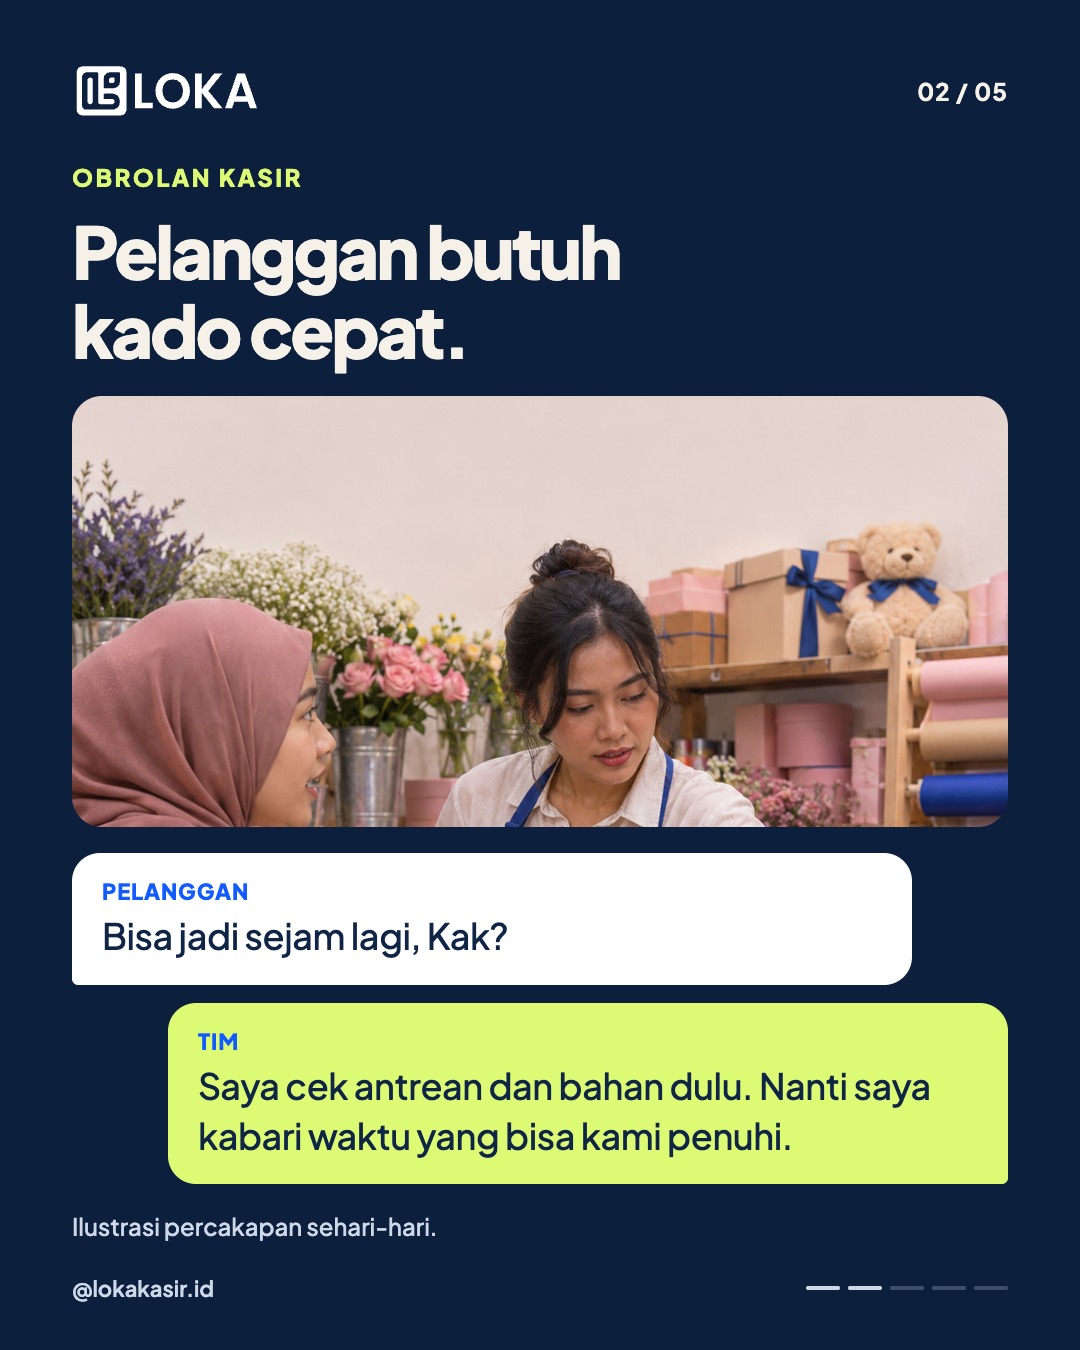 LOKA
02 / 05
OBROLAN KASIR
Pelanggan butuh
kado cepat.
PELANGGAN
Bisa jadi sejam lagi, Kak?
TIM
Saya cek antrean dan bahan dulu. Nanti saya
kabari waktu yang bisa kami penuhi.
Ilustrasi percakapan sehari-hari.
@lokakasir.id